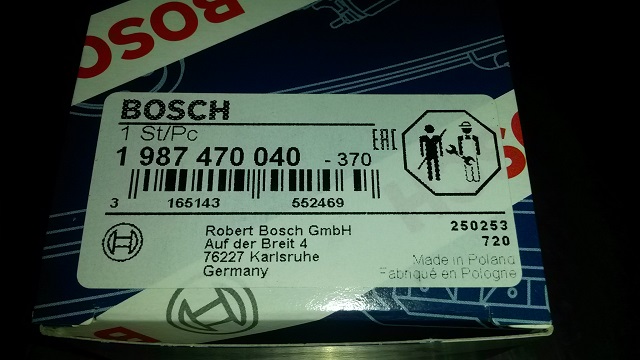 BOSCH
BOSCH
1 St/Pc
1 987 470 040 - 370
EAC
3 165143 552469
Robert Bosch GmbH
Auf der Breit 4
76227 Karlsruhe
Germany
250253
720
Made in Poland
Fabriqué en Pologne